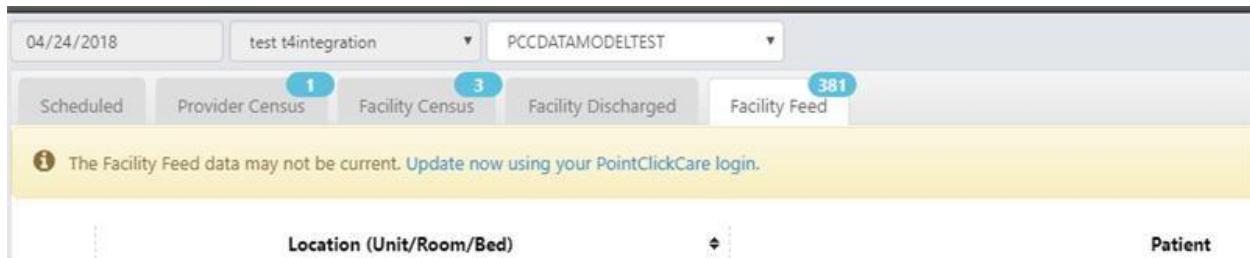 04/24/2018 test t4integration PCCDATAMODELTEST
1 3 381
Scheduled Provider Census Facility Census Facility Discharged Facility Feed
The Facility Feed data may not be current. Update now using your PointClickCare login.
Location (Unit/Room/Bed) Patient